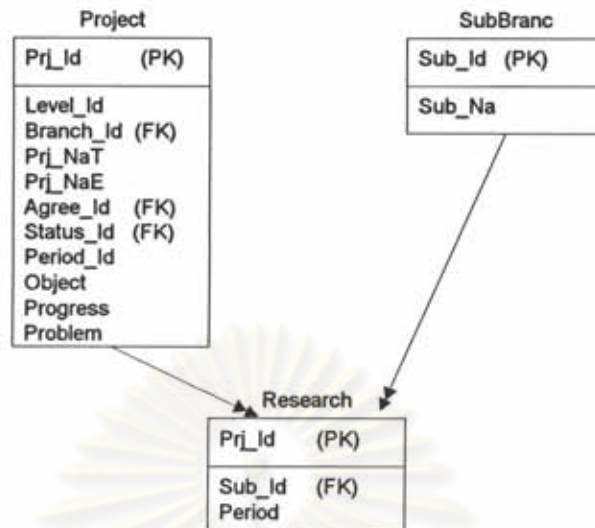 Project
Prj_Id (PK)
Level_Id
Branch_Id (FK)
Prj_NaT
Prj_NaE
Agree_Id (FK)
Status_Id (FK)
Period_Id
Object
Progress
Problem
SubBranc
Sub_Id (PK)
Sub_Na
Research
Prj_Id (PK)
Sub_Id (FK)
Period